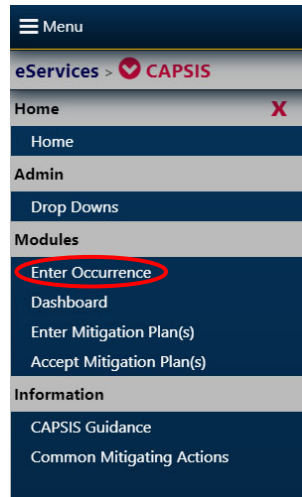 Menu
eServices > CAPSIS
Home X
Home
Admin
Drop Downs
Modules
Enter Occurrence
Dashboard
Enter Mitigation Plan(s)
Accept Mitigation Plan(s)
Information
CAPSIS Guidance
Common Mitigating Actions